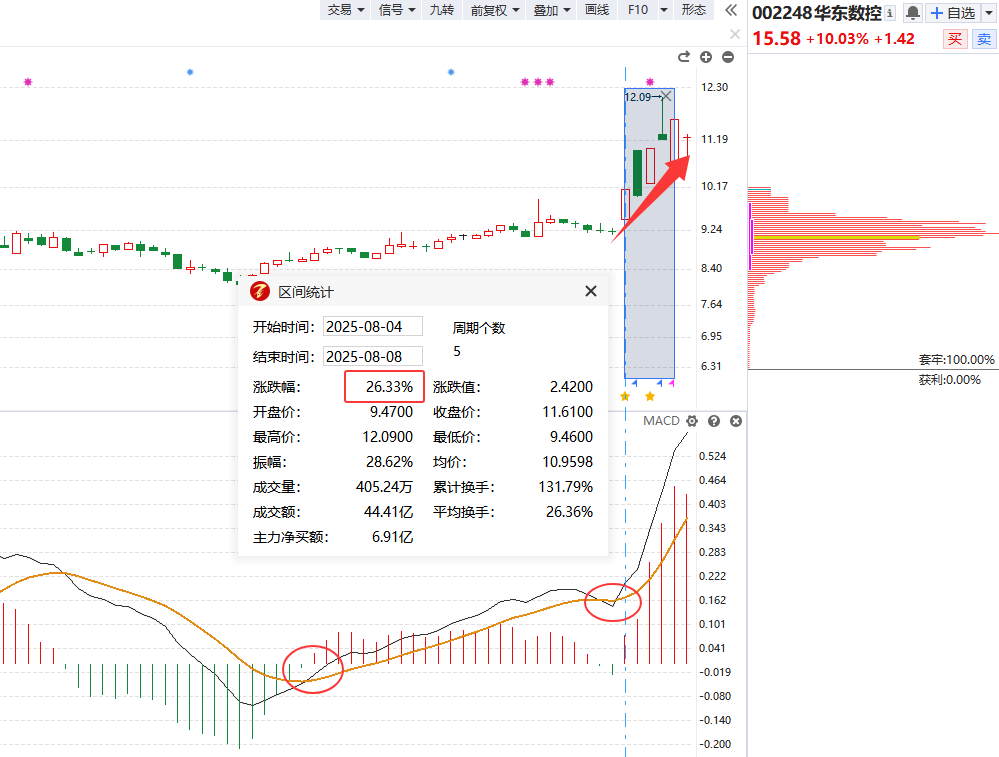 交易 信号 九转 前复权 叠加 画线 F10 形态
002248 华东数控 自选
15.58 +10.03% +1.42 买 卖
12.30
12.09
11.19
10.17
9.24
8.40
7.64
6.95
6.31
套牢:100.00%
获利:0.00%
区间统计
开始时间: 2025-08-04 周期个数
结束时间: 2025-08-08 5
涨跌幅: 26.33% 涨跌值: 2.4200
开盘价: 9.4700 收盘价: 11.6100
最高价: 12.0900 最低价: 9.4600
振幅: 28.62% 均价: 10.9598
成交量: 405.24万 累计换手: 131.79%
成交额: 44.41亿 平均换手: 26.36%
主力净买额: 6.91亿
MACD
0.524
0.464
0.403
0.343
0.283
0.222
0.162
0.101
0.041
-0.019
-0.080
-0.140
-0.200